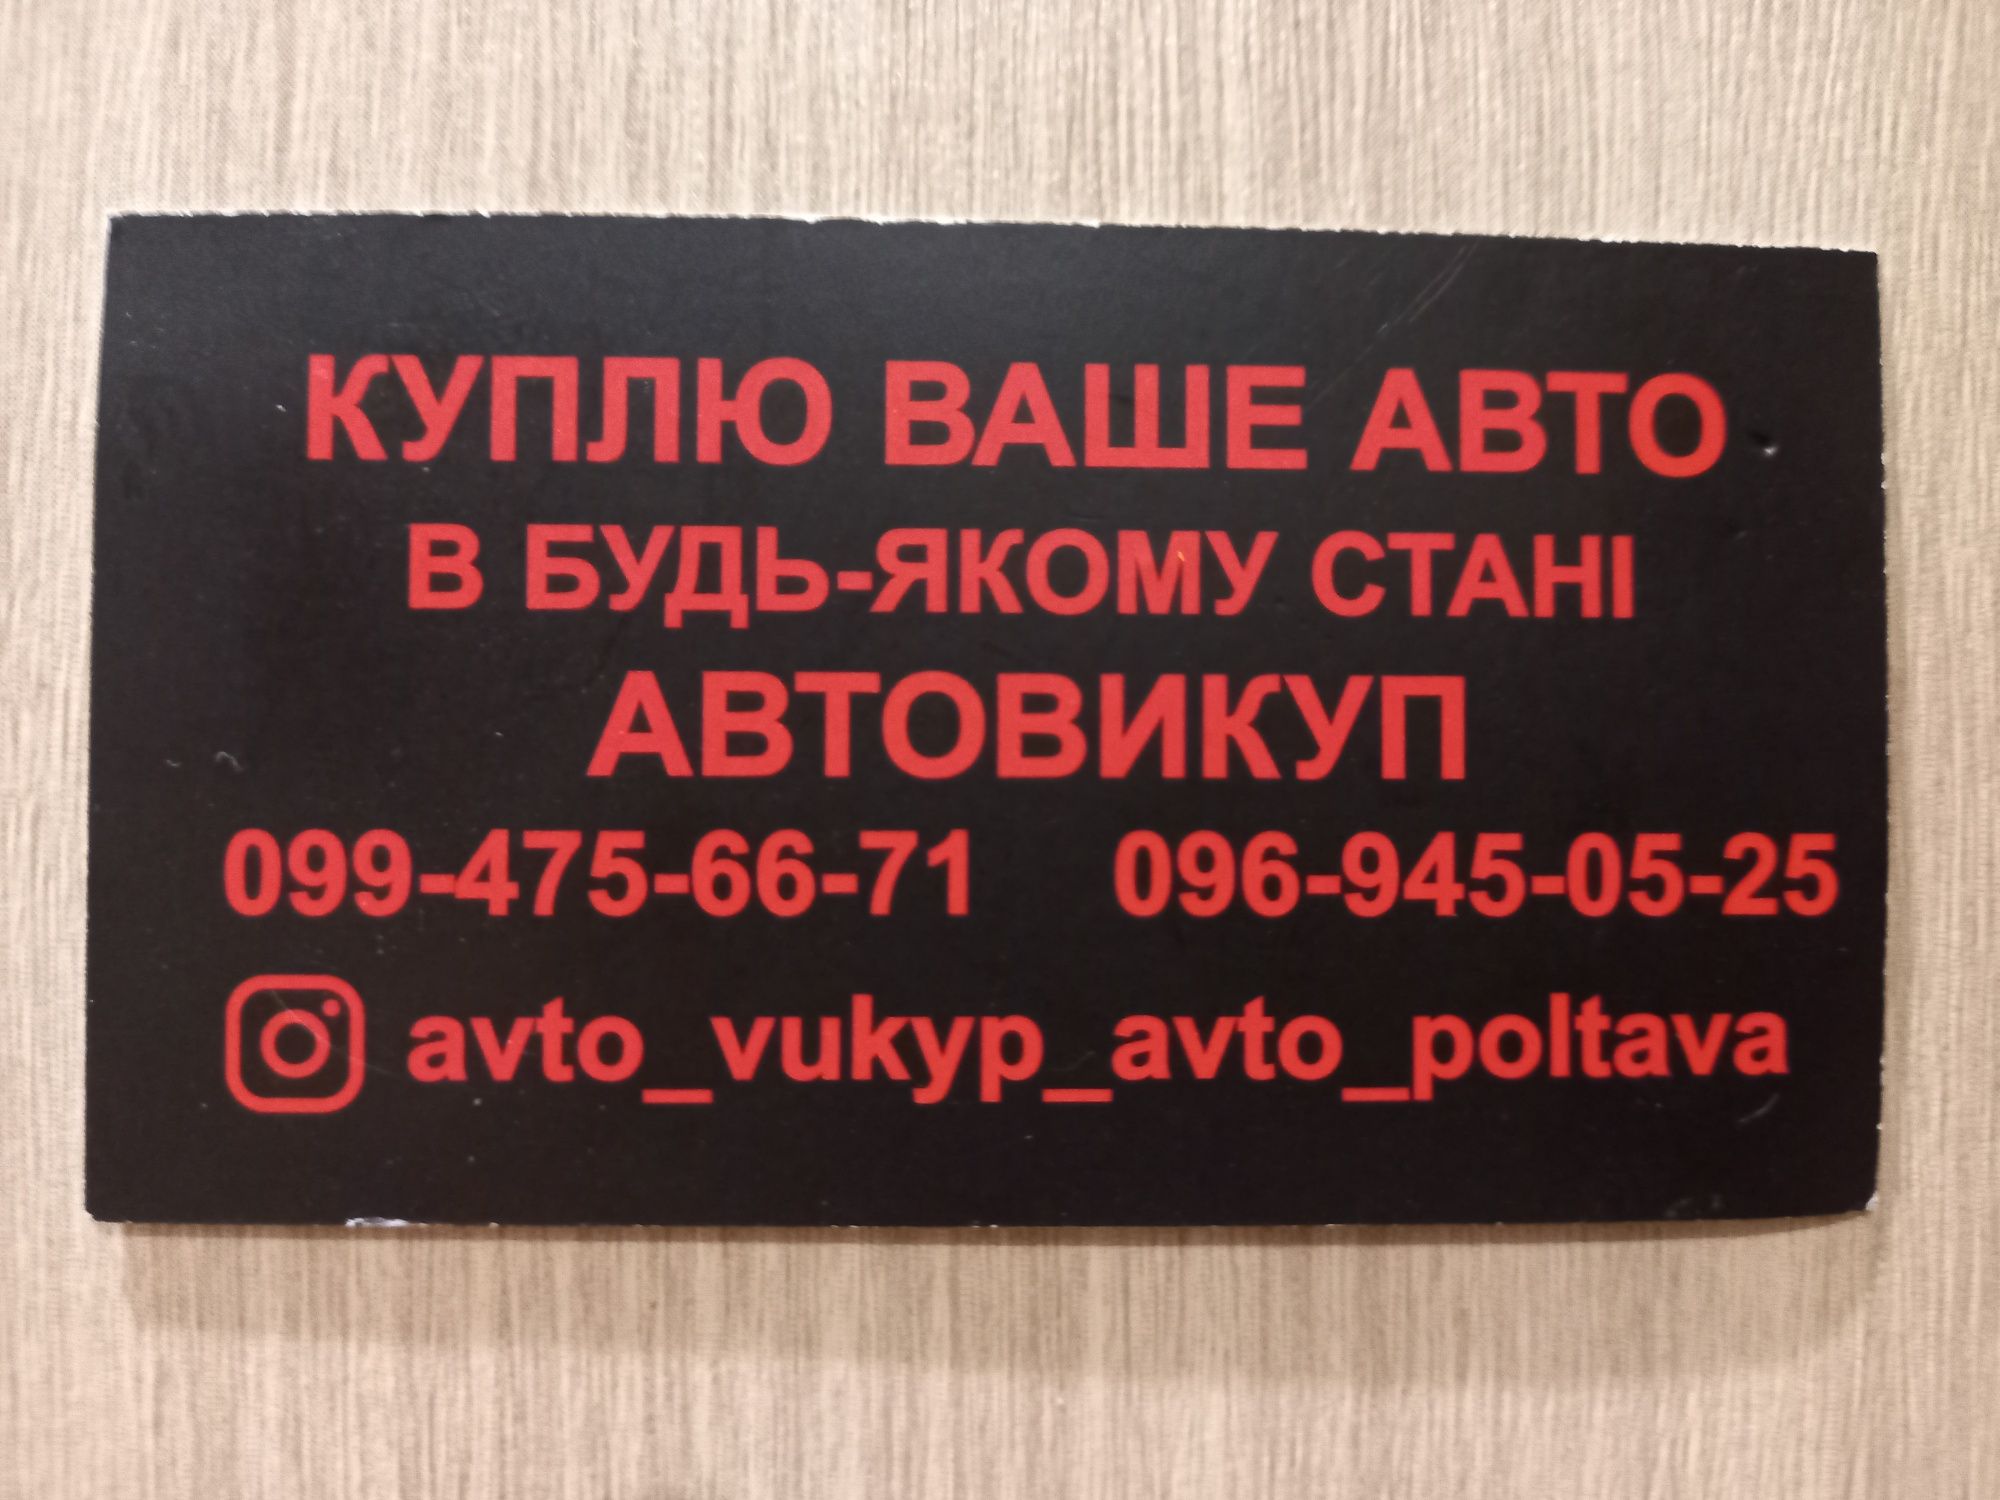 КУПЛЮ ВАШЕ АВТО
В БУДЬ-ЯКОМУ СТАНІ
АВТОВИКУП
099-475-66-71 096-945-05-25
avto_vukyp_avto_poltava